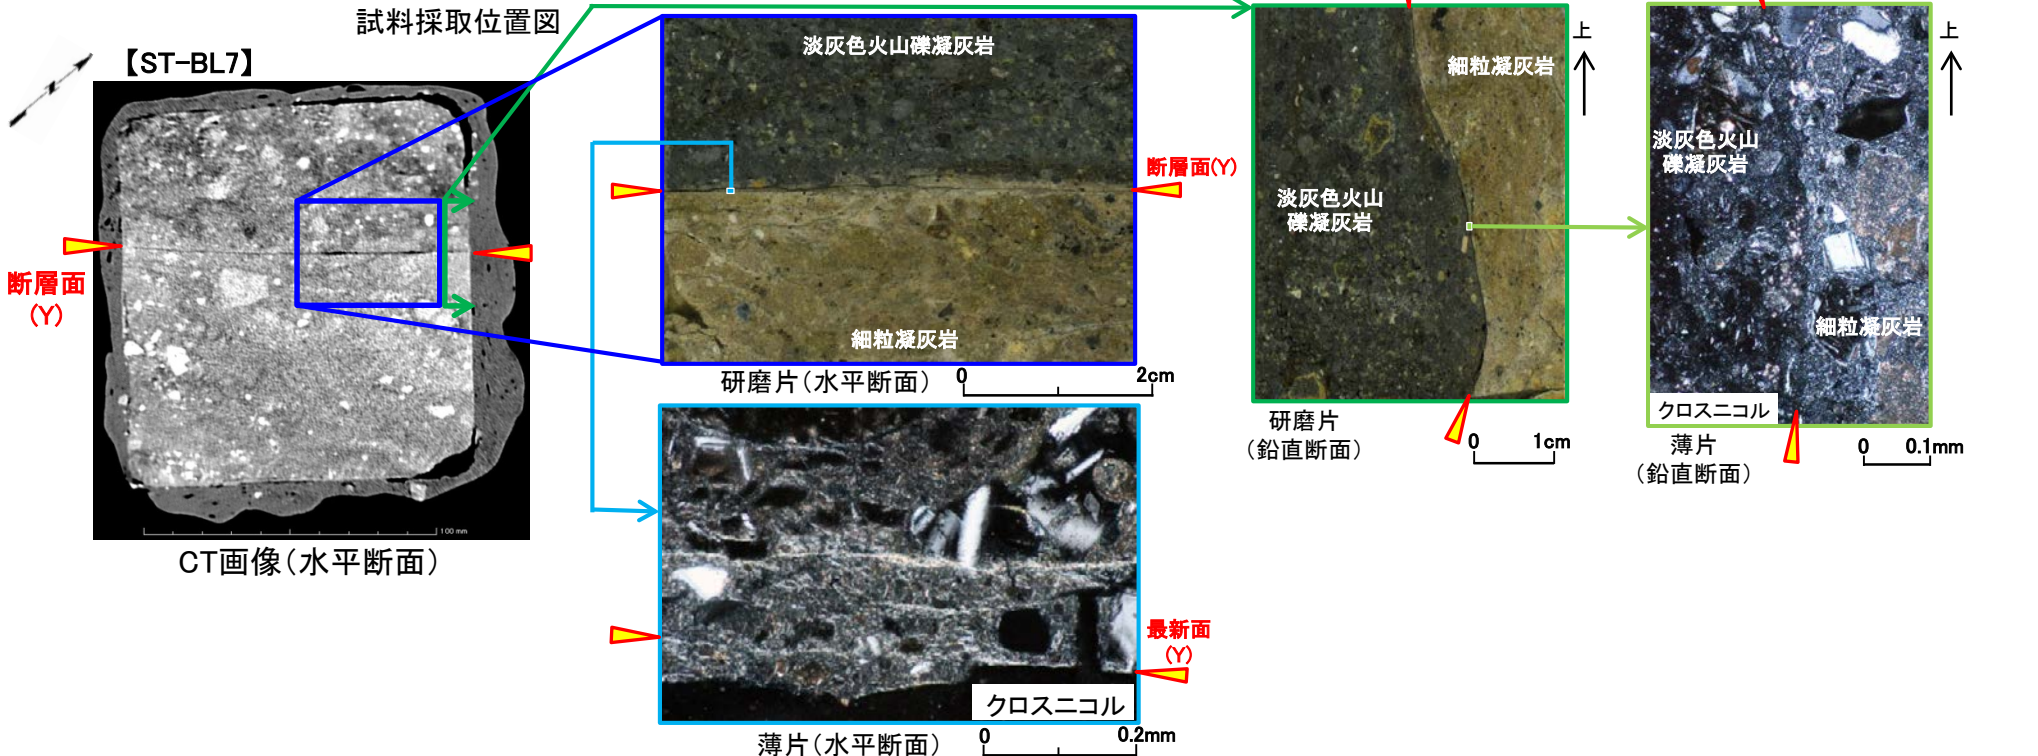 試料採取位置図
【ST-BL7】
断層面
(Y)
100 mm
CT画像(水平断面)
淡灰色火山礫凝灰岩
断層面(Y)
細粒凝灰岩
研磨片(水平断面)
0 2cm
最新面
(Y)
クロスニコル
薄片(水平断面)
0 0.2mm
細粒凝灰岩
淡灰色火山
礫凝灰岩
上
研磨片
(鉛直断面)
0 1cm
淡灰色火山
礫凝灰岩
細粒凝灰岩
クロスニコル
上
薄片
(鉛直断面)
0 0.1mm